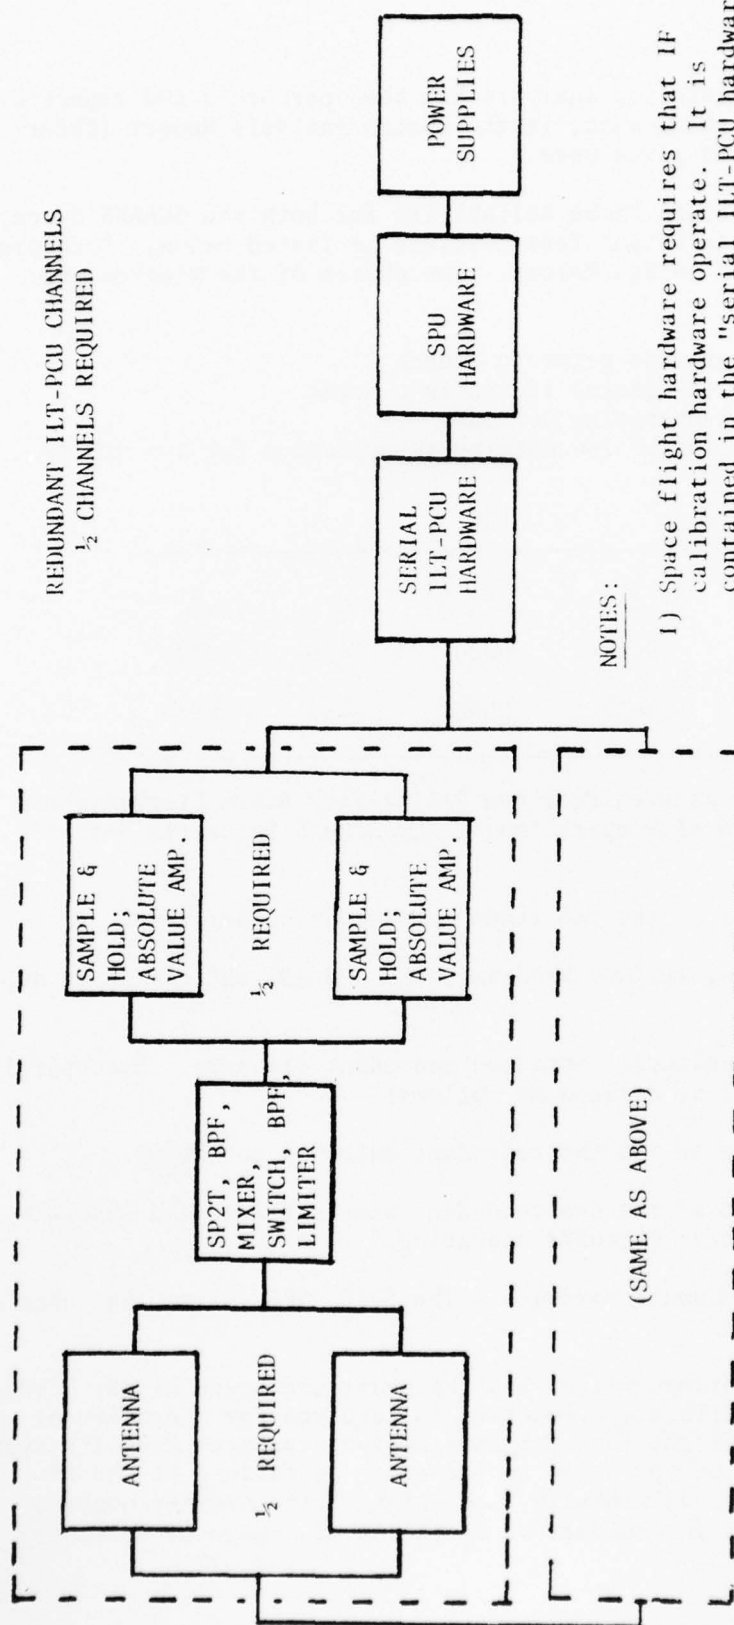 REDUNDANT ILT-PCU CHANNELS
1/2 CHANNELS REQUIRED
ANTENNA
1/2 REQUIRED
ANTENNA
SP2T, BPF,
MIXER,
SWITCH, BPF,
LIMITER
SAMPLE &
HOLD;
ABSOLUTE
VALUE AMP.
1/2 REQUIRED
SAMPLE &
HOLD;
ABSOLUTE
VALUE AMP.
(SAME AS ABOVE)
SERIAL
ILT-PCU
HARDWARE
SPU
HARDWARE
POWER
SUPPLIES
NOTES:
1) Space flight hardware requires that IF
calibration hardware operate. It is
contained in the "serial ILT-PCU hardwar